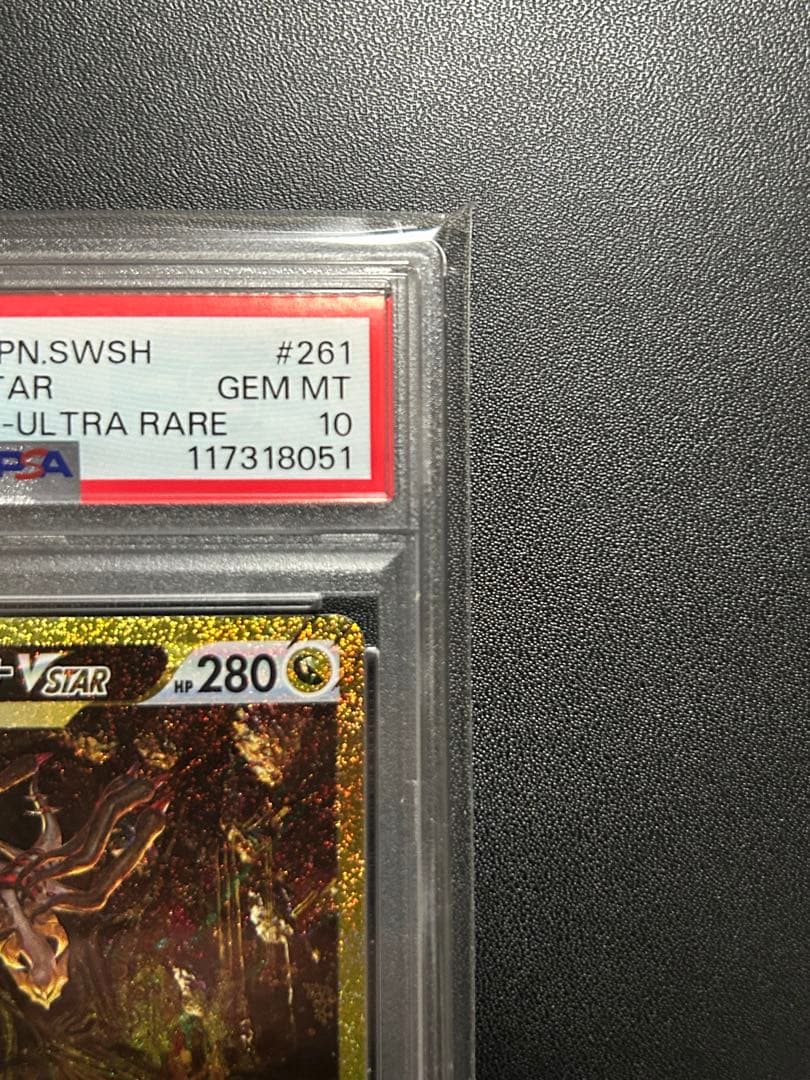 PN.SWSH #261
TAR GEM MT
-ULTRA RARE 10
PSA 117318051
VSTAR HP 280